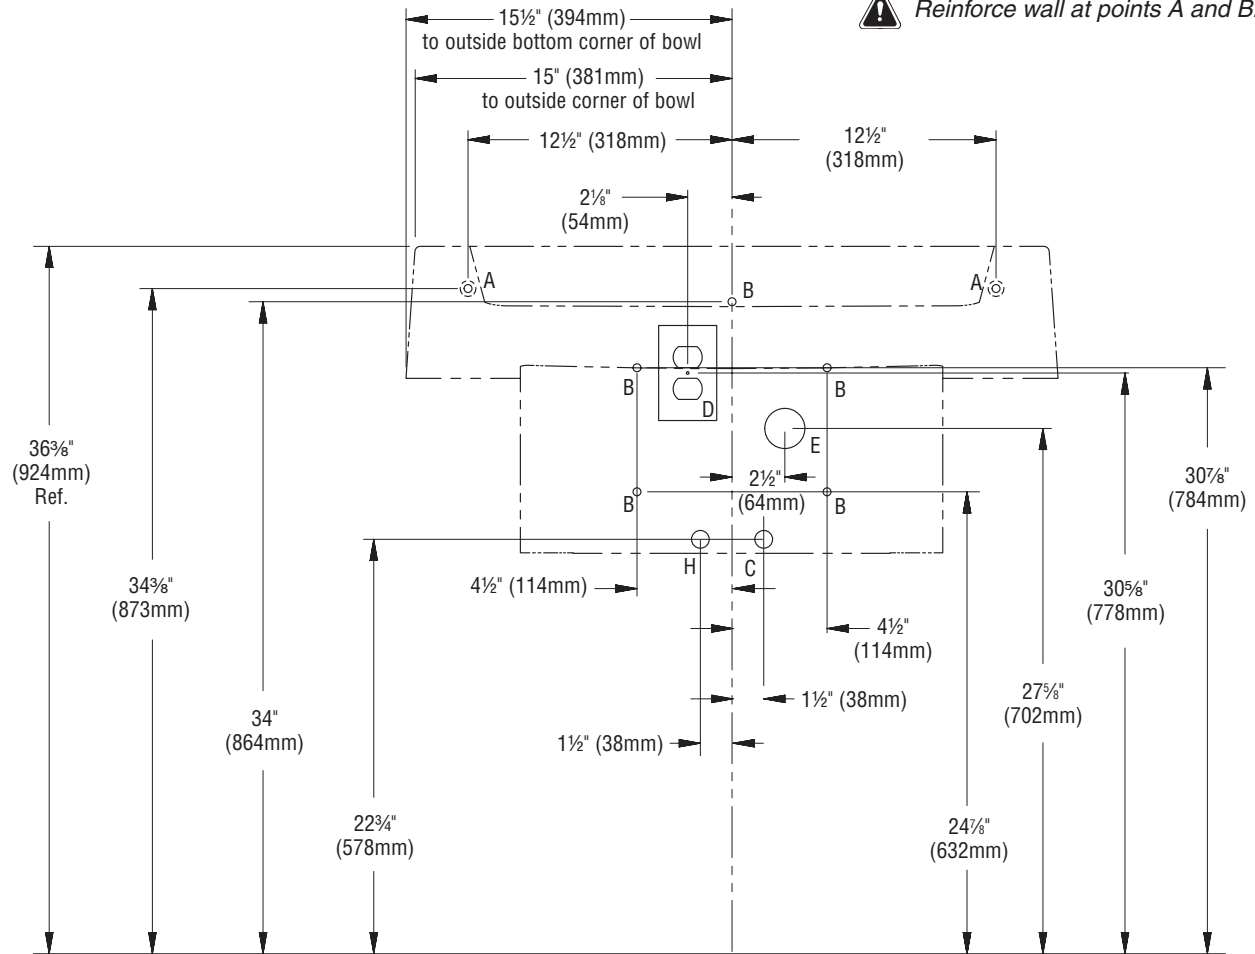 15½" (394mm)
to outside bottom corner of bowl
Reinforce wall at points A and B.
15" (381mm)
to outside corner of bowl
12½" (318mm)
12½"
(318mm)
2⅛"
(54mm)
A
B
A
B
B
D
E
36⅜"
(924mm)
Ref.
2½"
(64mm)
30⅞"
(784mm)
B
B
H
C
34⅜"
(873mm)
4½" (114mm)
30⅝"
(778mm)
4½"
(114mm)
27⅝"
(702mm)
1½" (38mm)
34"
(864mm)
1½" (38mm)
22¾"
(578mm)
24⅞"
(632mm)